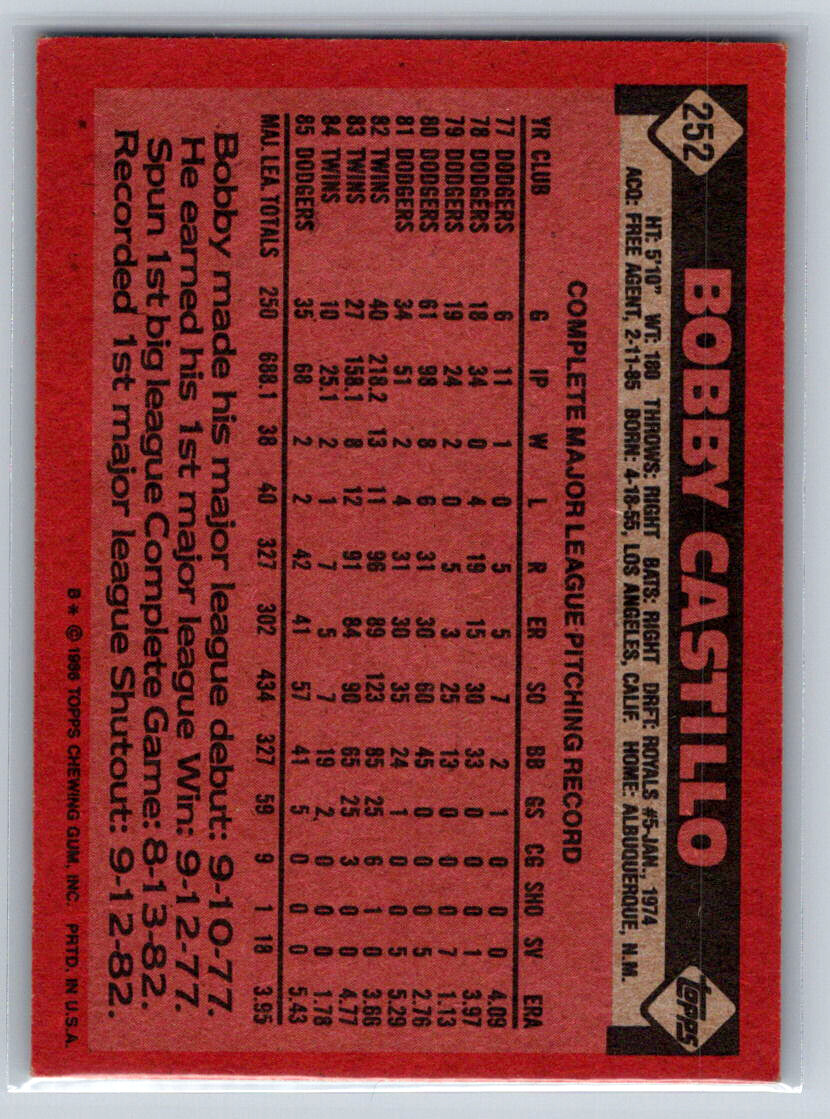 252
BOBBY CASTILLO
topps
HT: 5'10" WT: 180 THROWS: RIGHT BATS: RIGHT DRFT: ROYALS #5-JAN., 1974
ACQ: FREE AGENT, 2-11-85 BORN: 4-18-55, LOS ANGELES, CALIF. HOME: ALBUQUERQUE, N.M.
COMPLETE MAJOR LEAGUE PITCHING RECORD
YR CLUB G IP W L R ER SO BB GS CG SHO SV ERA
77 DODGERS 6 11 1 0 5 5 7 2 1 0 0 0 4.09
78 DODGERS 18 34 0 4 19 15 30 33 0 0 0 1 3.97
79 DODGERS 19 24 2 0 5 3 25 13 0 0 0 7 1.13
80 DODGERS 61 98 8 6 31 30 60 45 0 0 0 5 2.76
81 DODGERS 34 51 2 4 31 30 35 24 1 0 0 5 5.29
82 TWINS 40 218.2 13 11 96 89 123 85 25 6 1 0 3.66
83 TWINS 27 158.1 8 12 91 84 90 65 25 3 0 0 4.77
84 TWINS 10 25.1 2 1 7 5 7 19 2 0 0 0 1.78
85 DODGERS 35 68 2 2 42 41 57 41 5 0 0 0 5.43
MAJ. LEA. TOTALS 250 688.1 38 40 327 302 434 327 59 9 1 18 3.95
Bobby made his major league debut: 9-10-77.
He earned his 1st major league Win: 9-12-77.
Spun 1st big league Complete Game: 8-13-82.
Recorded 1st major league Shutout: 9-12-82.
B* © 1986 TOPPS CHEWING GUM, INC. PRTD. IN U.S.A.